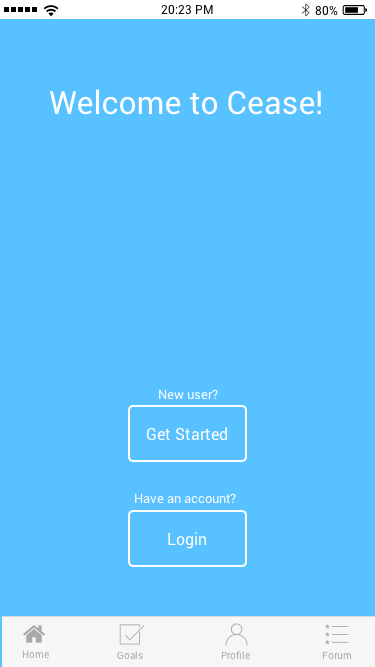 20:23 PM
80%
Welcome to Cease!
New user?
Get Started
Have an account?
Login
Home
Goals
Profile
Forum